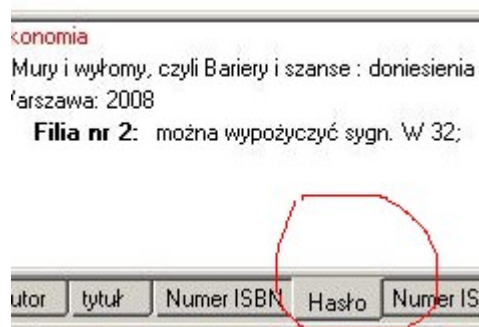 konomia
Mury i wyłomy, czyli Bariery i szanse : doniesienia
arszawa: 2008
Filia nr 2: można wypożyczyć sygn. W 32;
utor tytuł Numer ISBN Hasło Numer IS